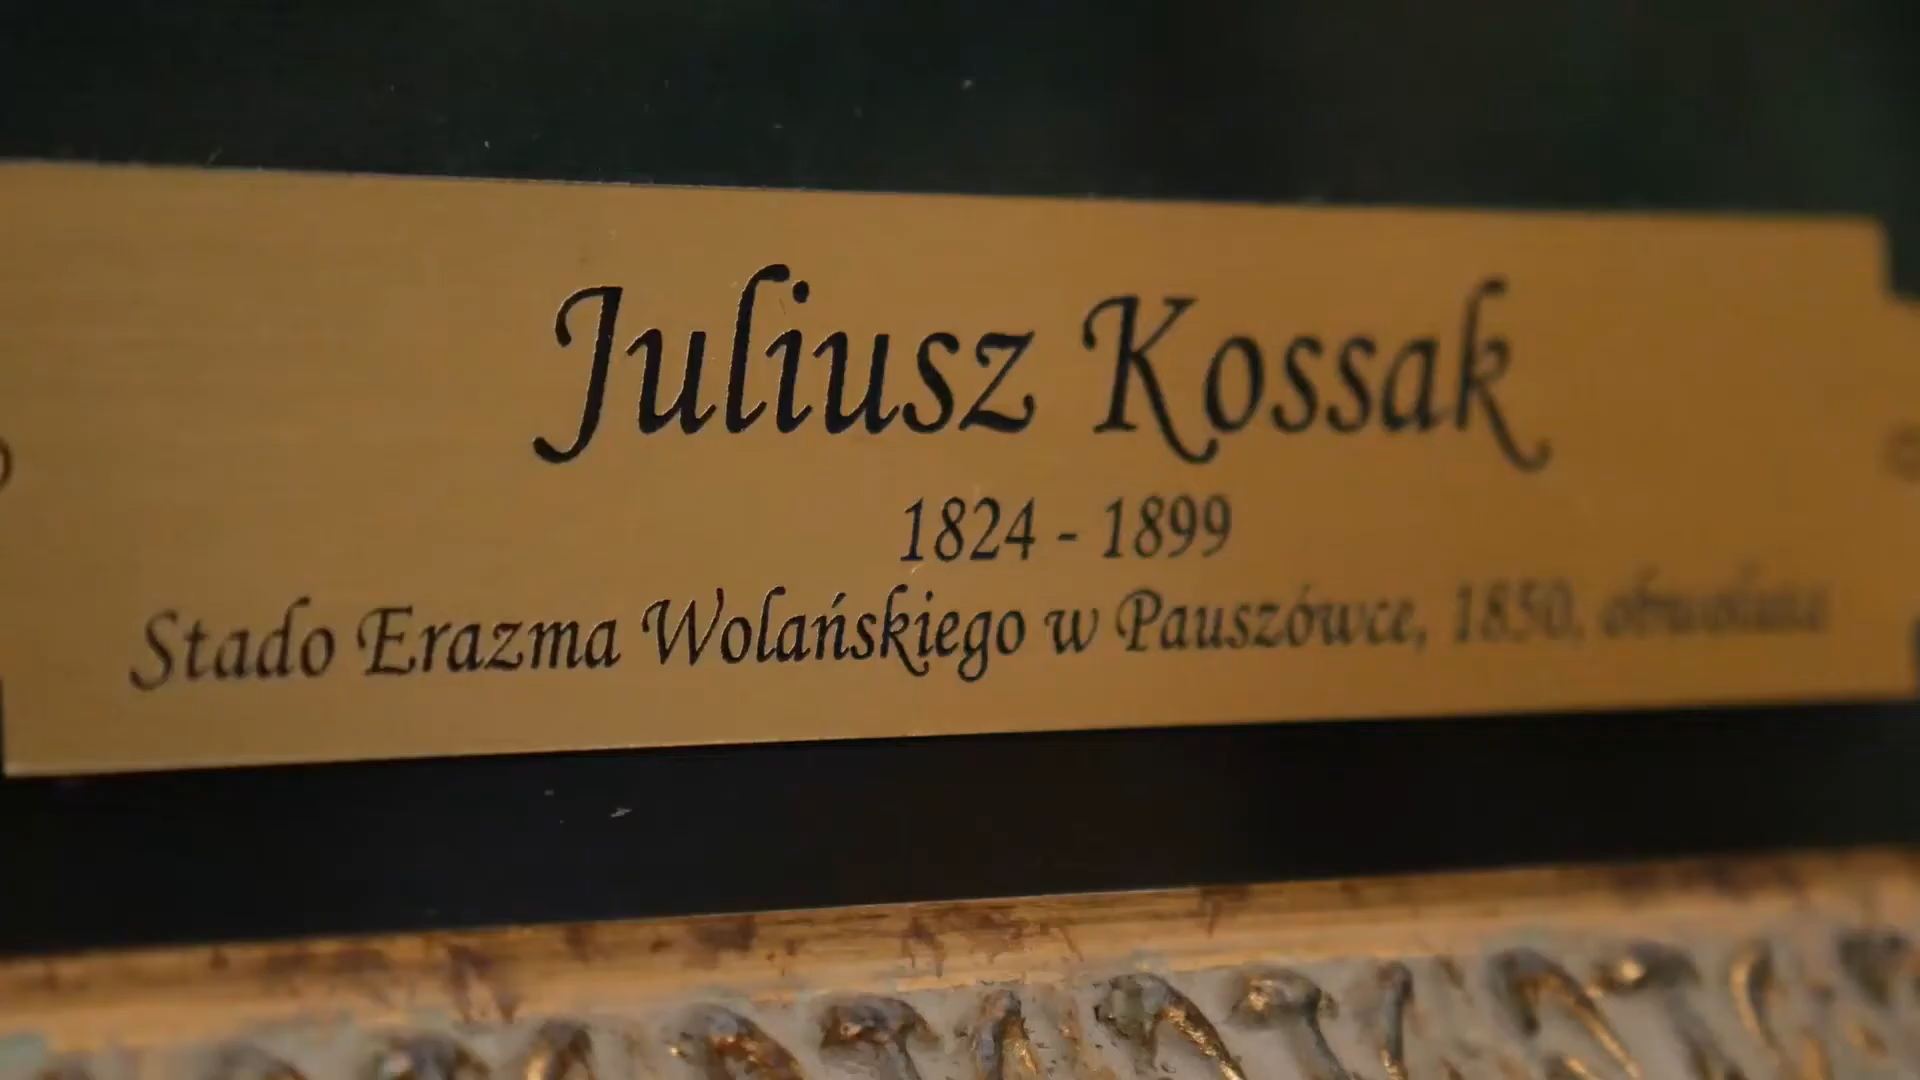 Juliusz Kossak
1824 - 1899
Stado Erazma Wolańskiego w Pauszówce, 1850,